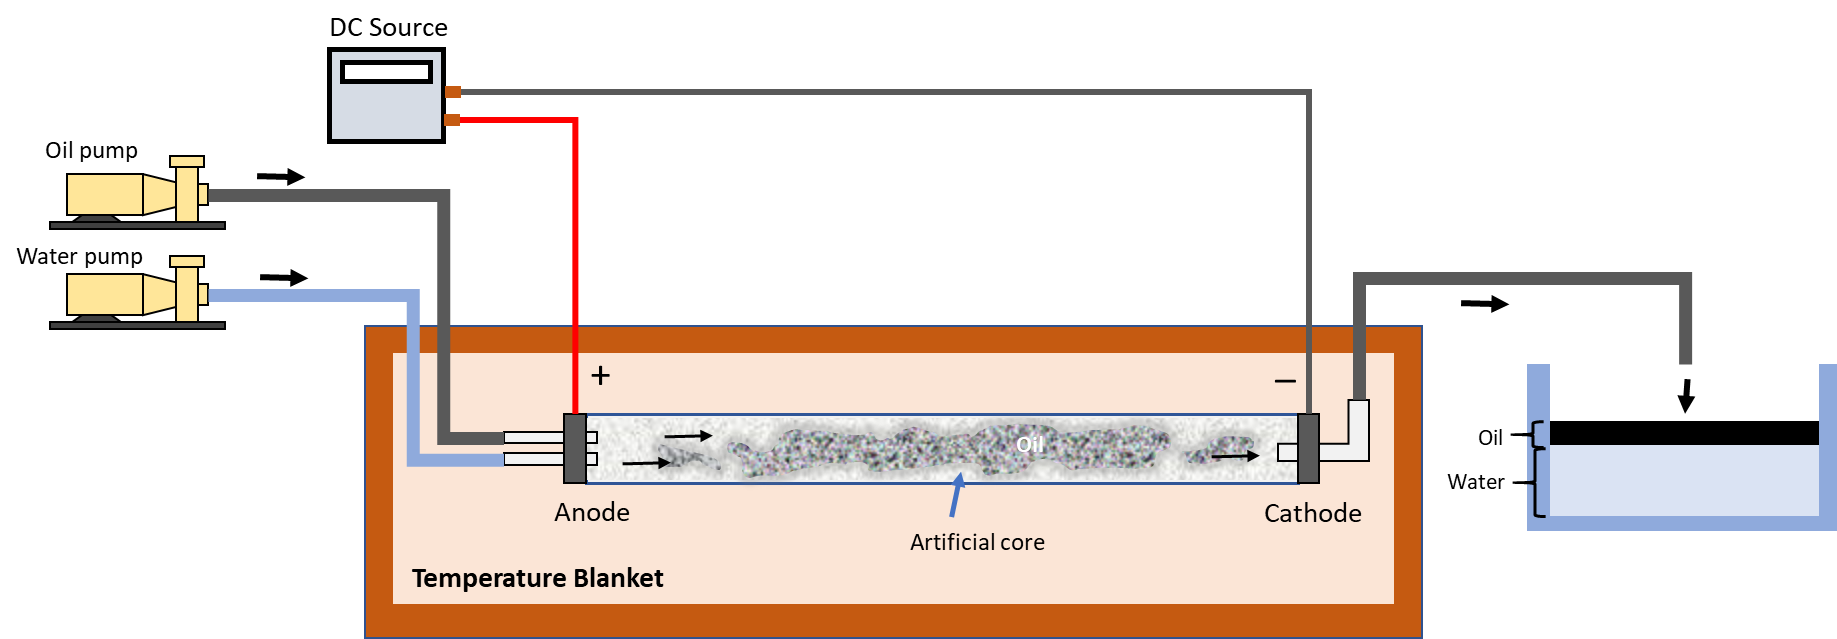 DC Source
Oil pump
Water pump
+
–
Oil
Anode
Cathode
Artificial core
Temperature Blanket
Oil
Water